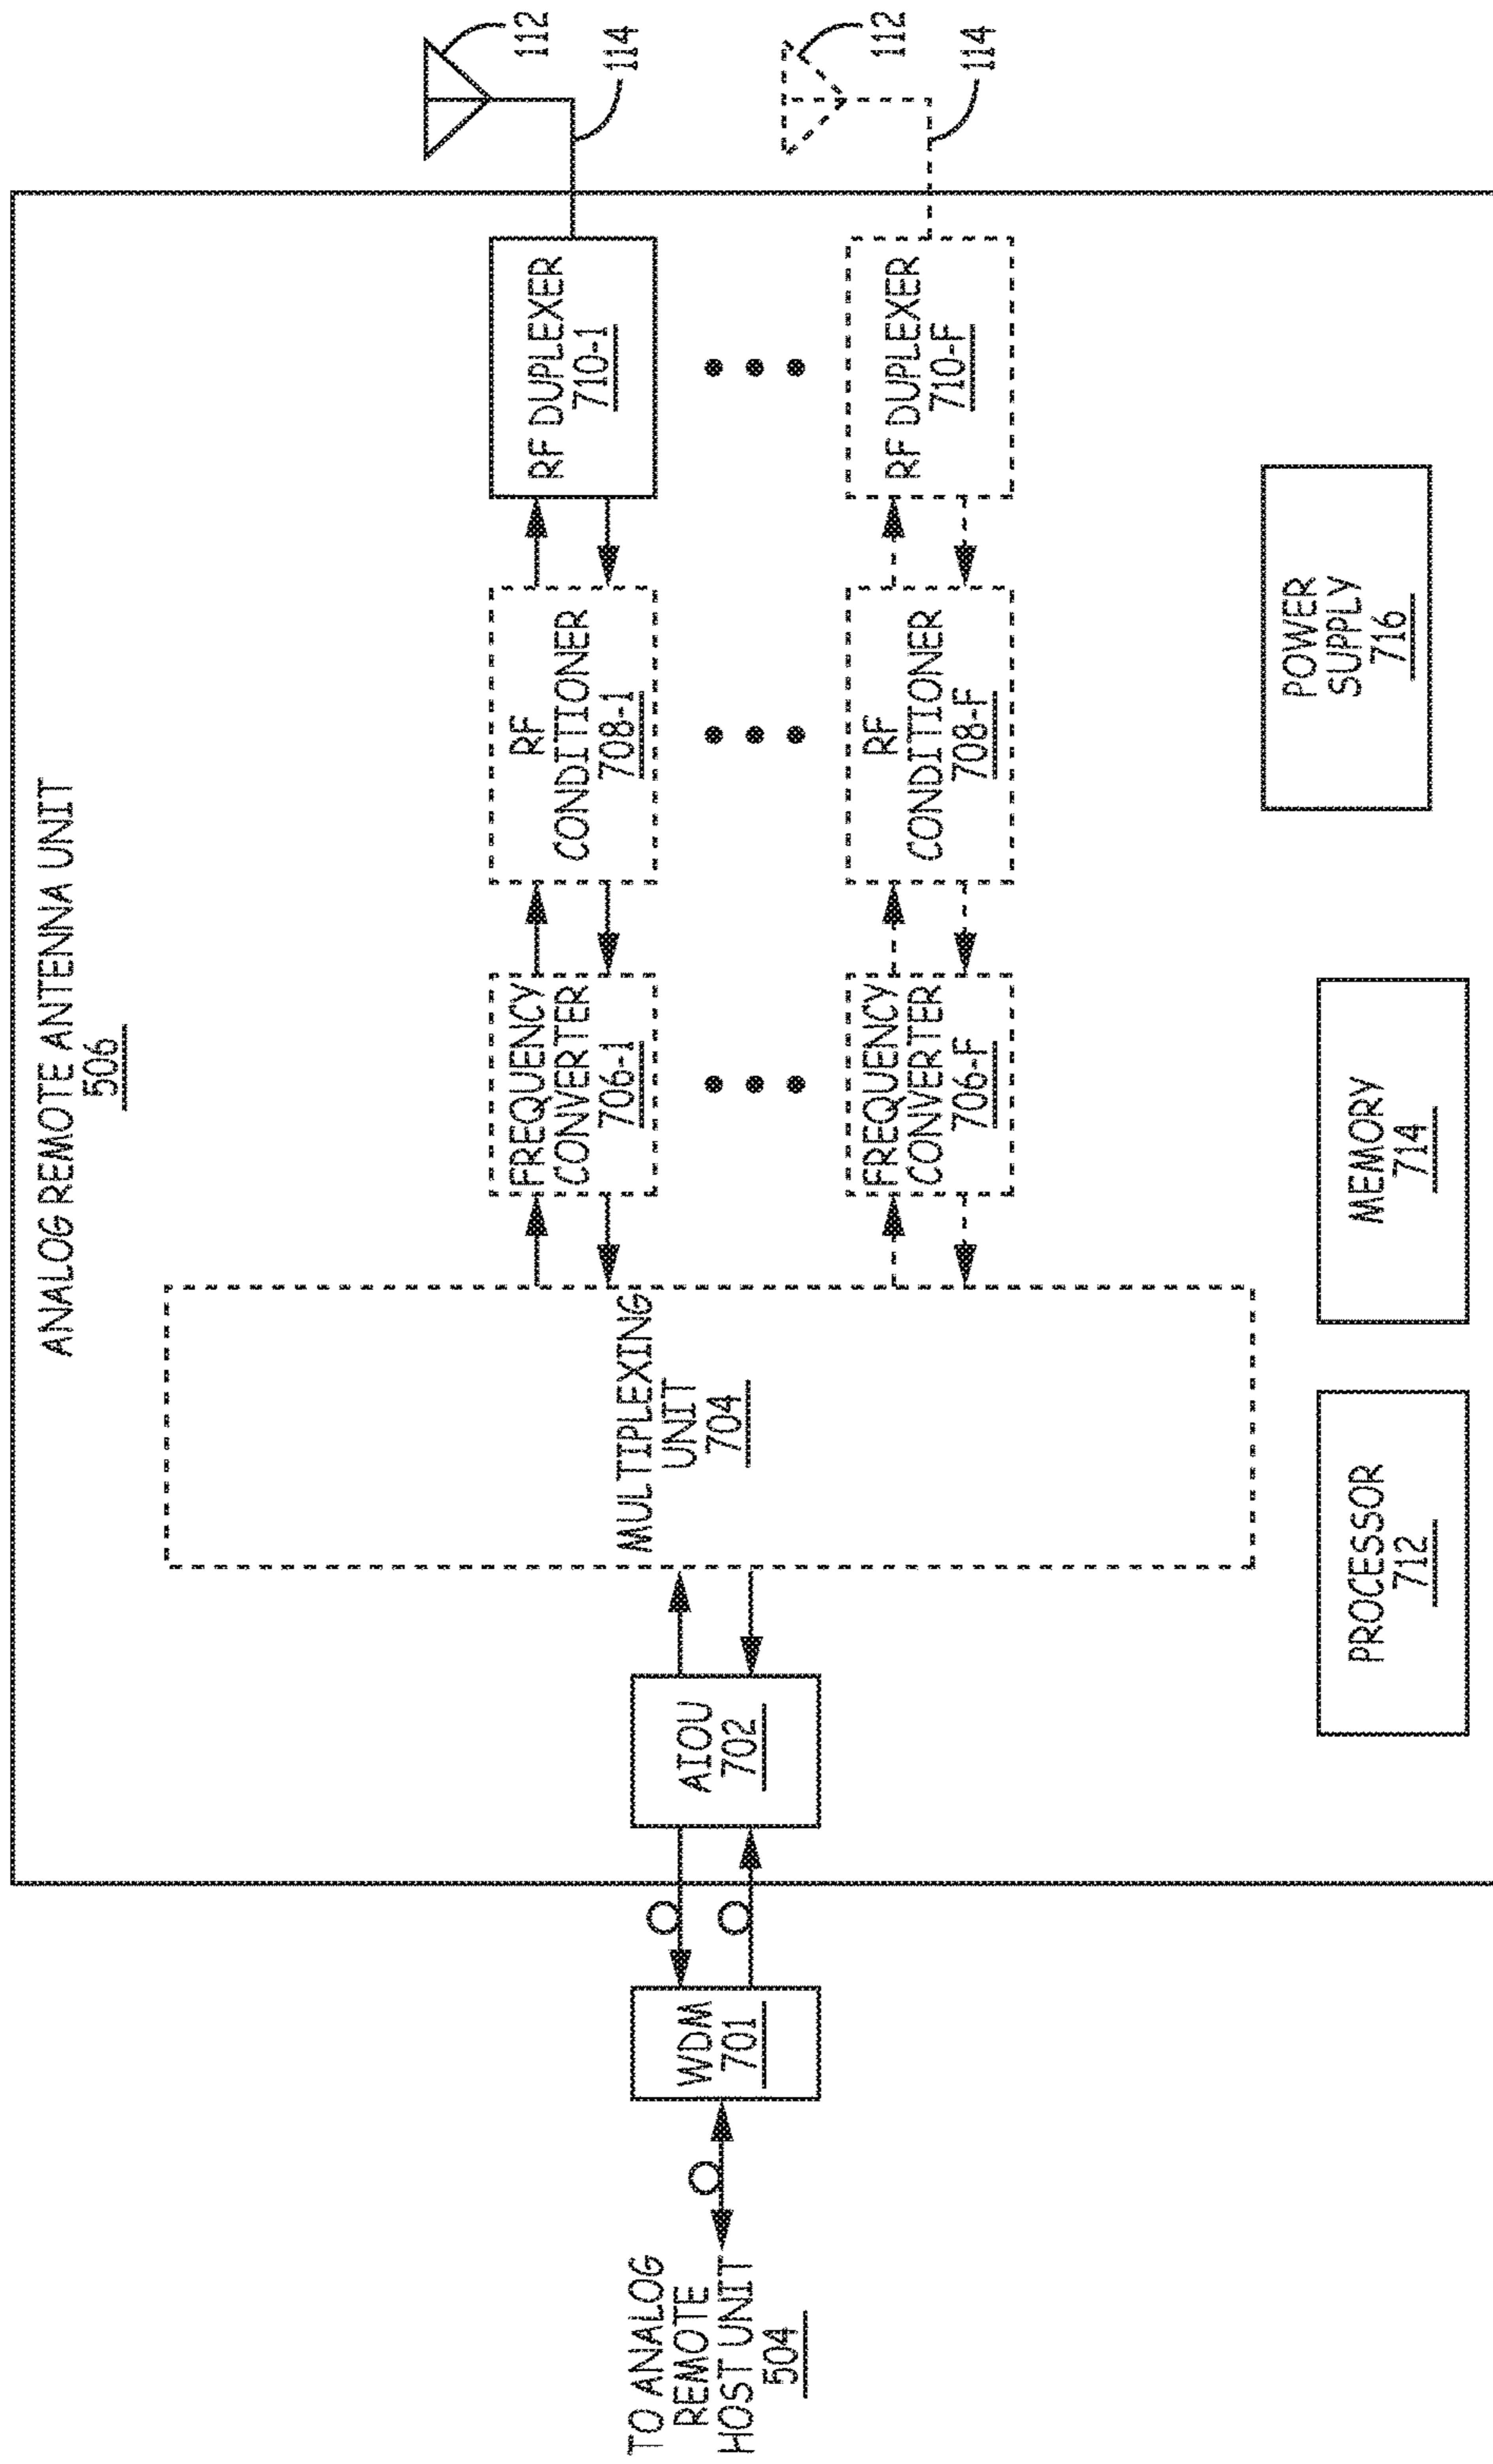 ANALOG REMOTE ANTENNA UNIT
506
112
114
RF DUPLEXER
710-1
RF
CONDITIONER
708-1
FREQUENCY
CONVERTER
706-1
MULTIPLEXING
UNIT
704
AIOU
702
WDM
701
TO ANALOG
REMOTE
HOST UNIT
504
112
114
RF DUPLEXER
710-F
RF
CONDITIONER
708-F
FREQUENCY
CONVERTER
706-F
PROCESSOR
712
MEMORY
714
POWER
SUPPLY
716